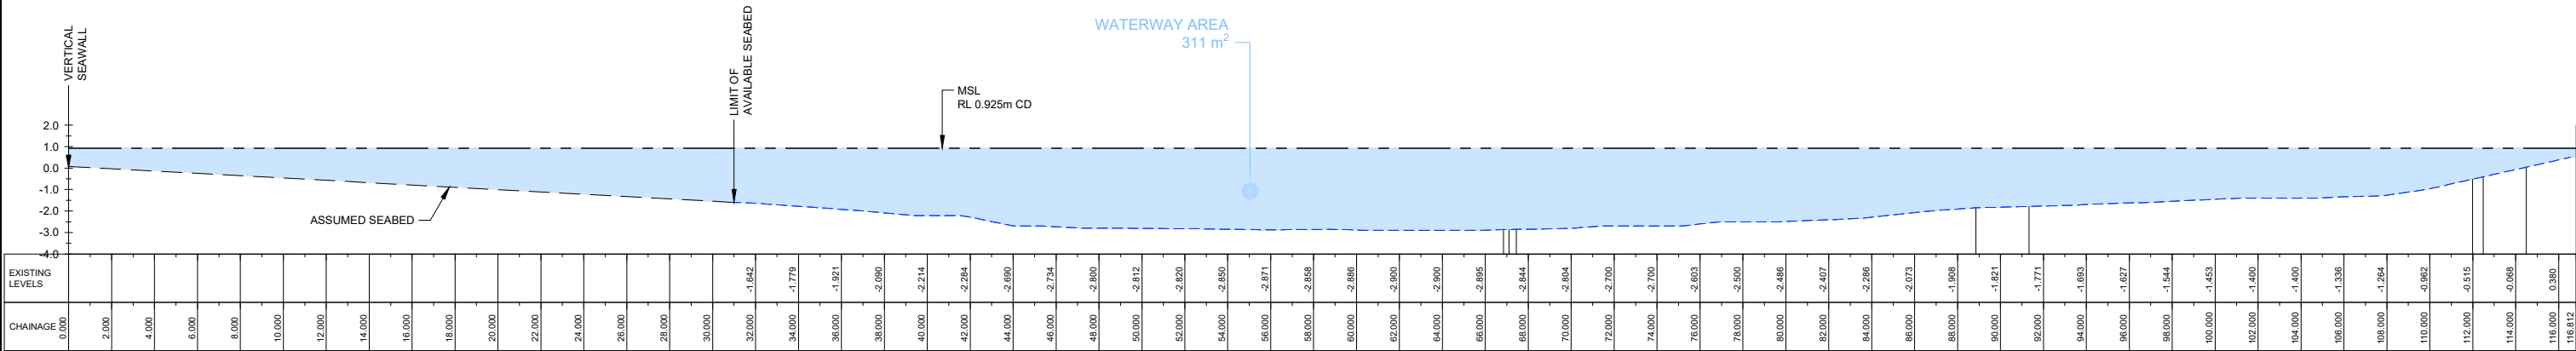 VERTICAL
SEAWALL
LIMIT OF
AVAILABLE SEABED
WATERWAY AREA
311 m²
MSL
RL 0.925m CD
2.0
1.0
0.0
-1.0
-2.0
-3.0
-4.0
ASSUMED SEABED
EXISTING
LEVELS
-1.642 -1.779 -1.921 -2.090 -2.214 -2.284 -2.690 -2.734 -2.800 -2.812 -2.820 -2.850 -2.871 -2.858 -2.886 -2.900 -2.900 -2.895 -2.844 -2.804 -2.700 -2.700 -2.603 -2.500 -2.486 -2.407 -2.286 -2.073 -1.908 -1.821 -1.771 -1.693 -1.627 -1.544 -1.453 -1.400 -1.400 -1.336 -1.264 -0.962 -0.515 -0.068 0.380
CHAINAGE 0.000 2.000 4.000 6.000 8.000 10.000 12.000 14.000 16.000 18.000 20.000 22.000 24.000 26.000 28.000 30.000 32.000 34.000 36.000 38.000 40.000 42.000 44.000 46.000 48.000 50.000 52.000 54.000 56.000 58.000 60.000 62.000 64.000 66.000 68.000 70.000 72.000 74.000 76.000 78.000 80.000 82.000 84.000 86.000 88.000 90.000 92.000 94.000 96.000 98.000 100.000 102.000 104.000 106.000 108.000 110.000 112.000 114.000 116.000 116.812